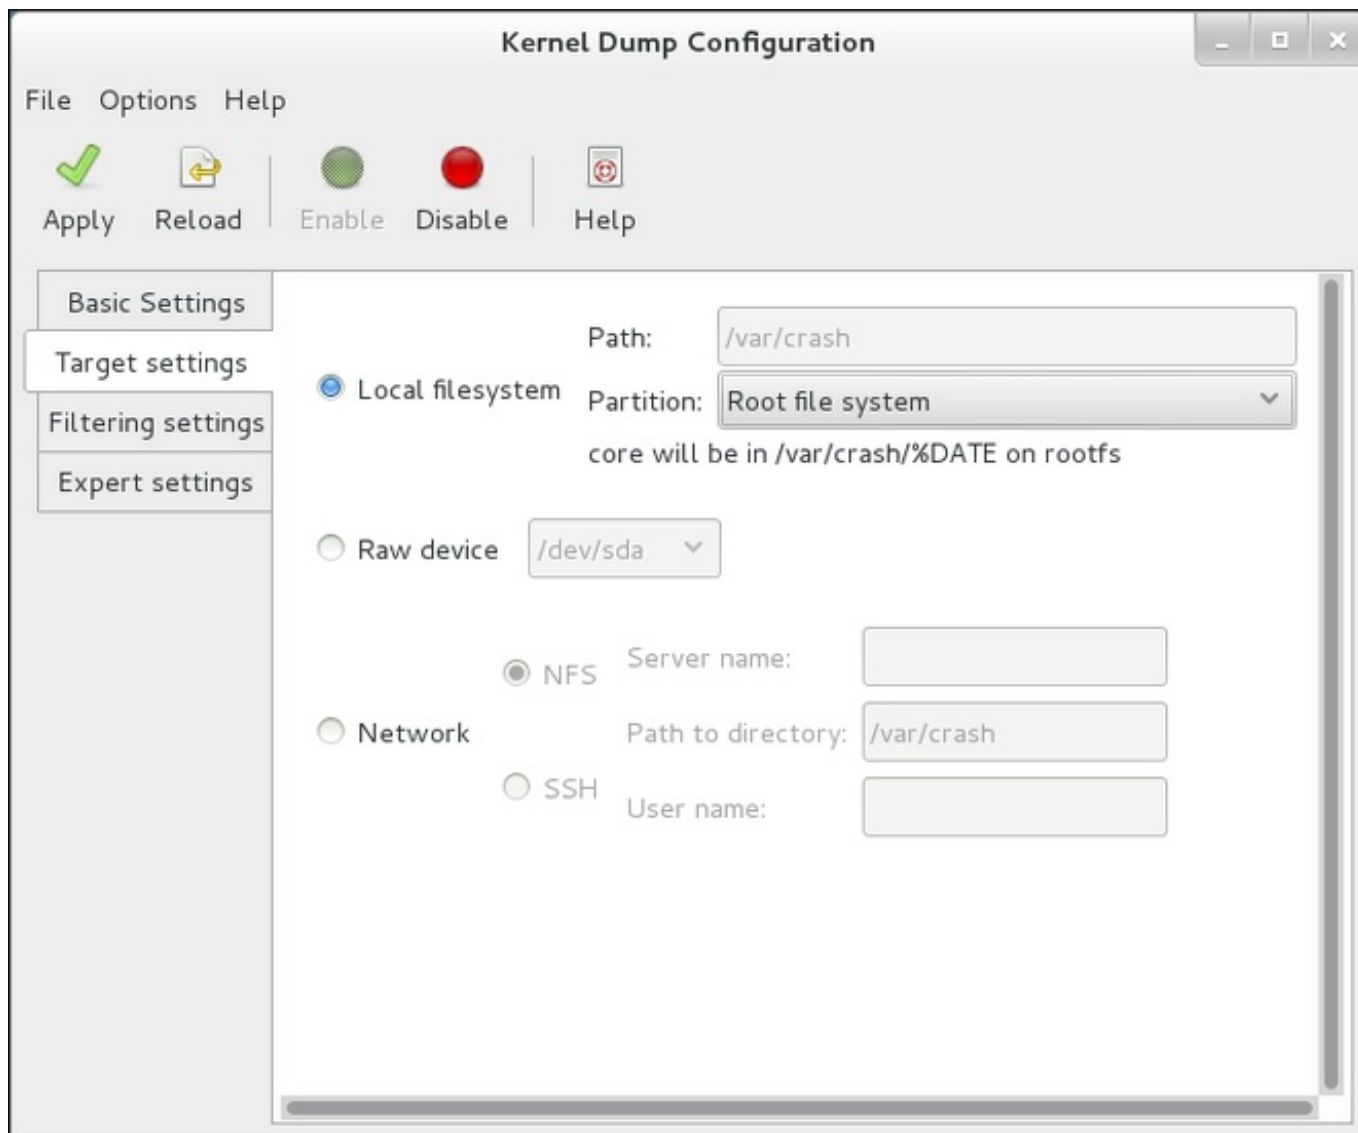 Kernel Dump Configuration
File Options Help
Apply Reload Enable Disable Help
Basic Settings
Target settings
Filtering settings
Expert settings
Path: /var/crash
Local filesystem
Partition: Root file system
core will be in /var/crash/%DATE on rootfs
Raw device /dev/sda
Network
NFS
SSH
Server name:
Path to directory: /var/crash
User name: